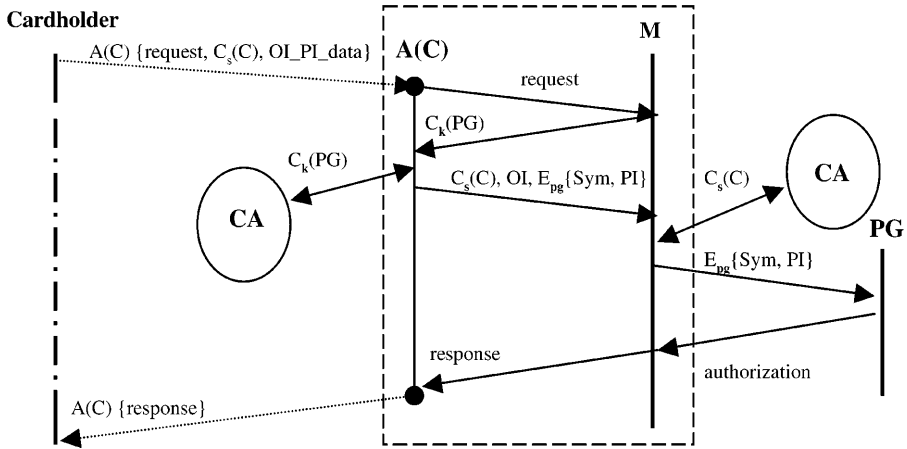 Cardholder
A(C) {request, Cs(C), OI_PI_data}
A(C)
M
request
Ck(PG)
Ck(PG)
CA
Cs(C), OI, Epg{Sym, PI}
Cs(C)
CA
PG
Epg{Sym, PI}
response
authorization
A(C) {response}